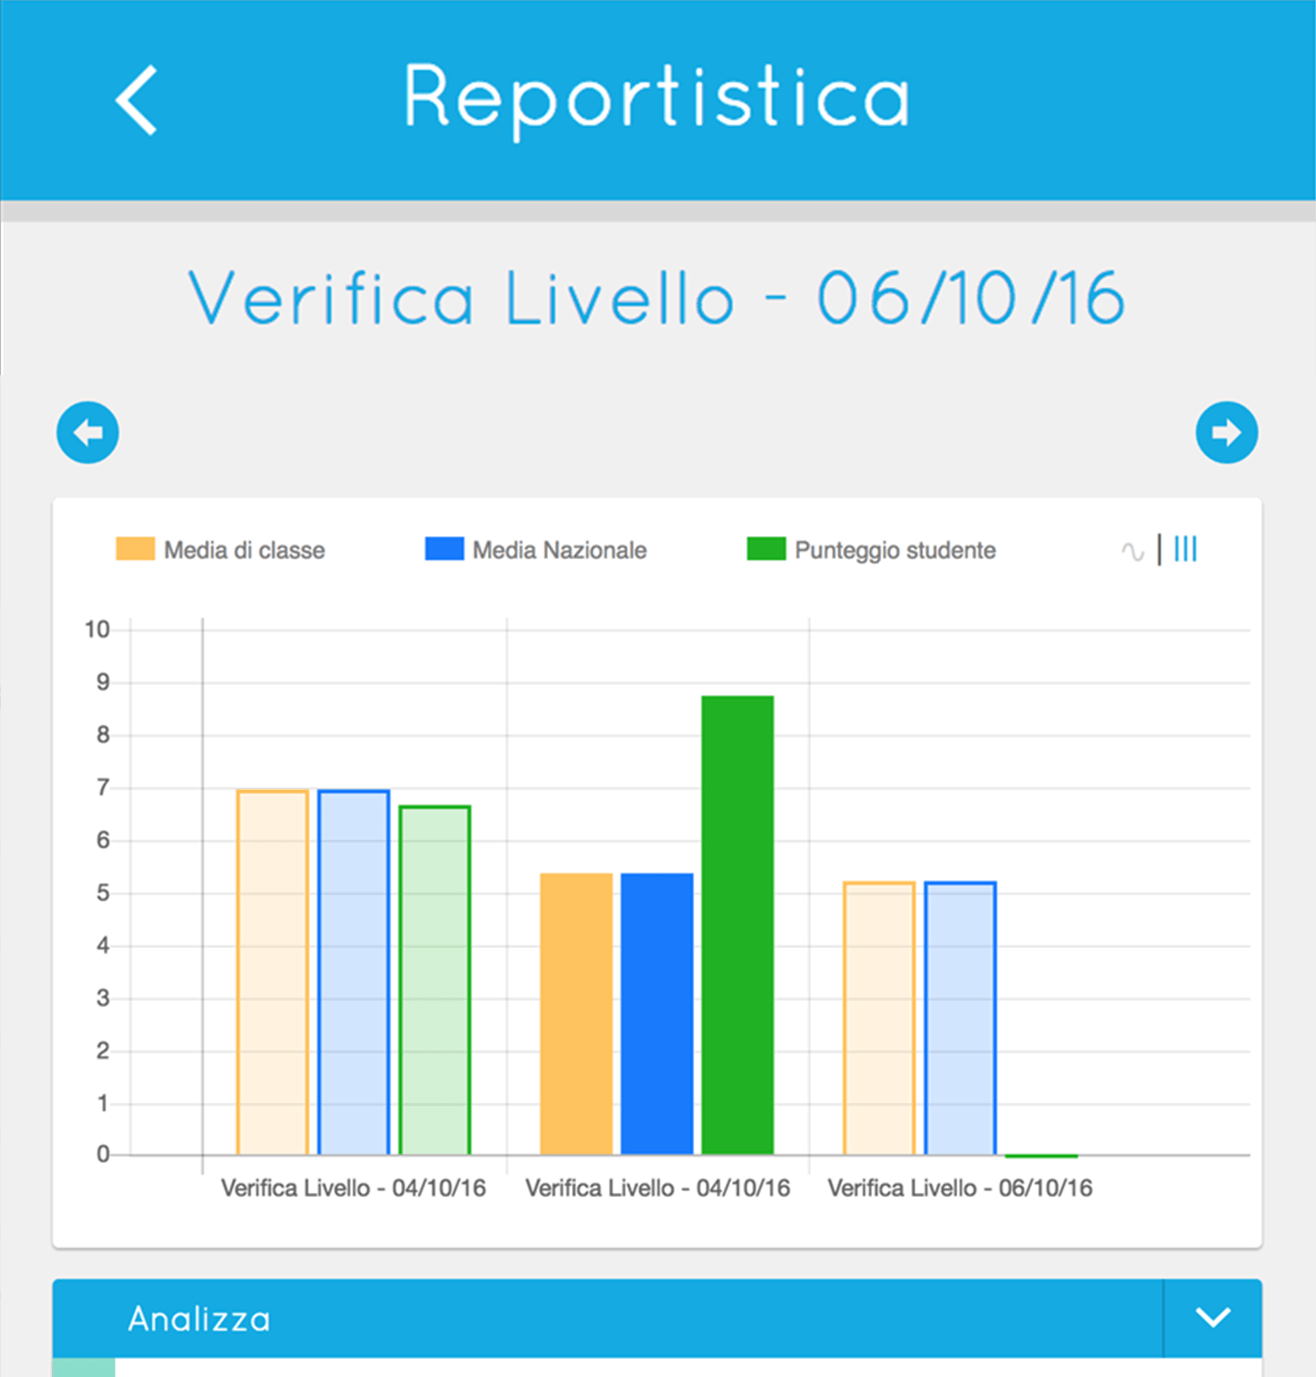 Reportistica
Verifica Livello - 06/10/16
Media di classe Media Nazionale Punteggio studente
10
9
8
7
6
5
4
3
2
1
0
Verifica Livello - 04/10/16 Verifica Livello - 04/10/16 Verifica Livello - 06/10/16
Analizza